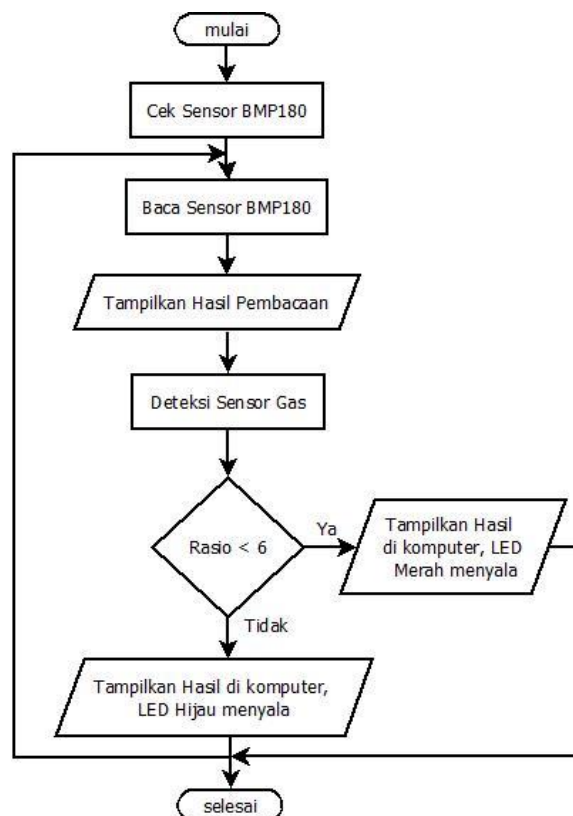 mulai
Cek Sensor BMP180
Baca Sensor BMP180
Tampilkan Hasil Pembacaan
Deteksi Sensor Gas
Rasio < 6
Ya
Tampilkan Hasil
di komputer, LED
Merah menyala
Tidak
Tampilkan Hasil di komputer,
LED Hijau menyala
selesai